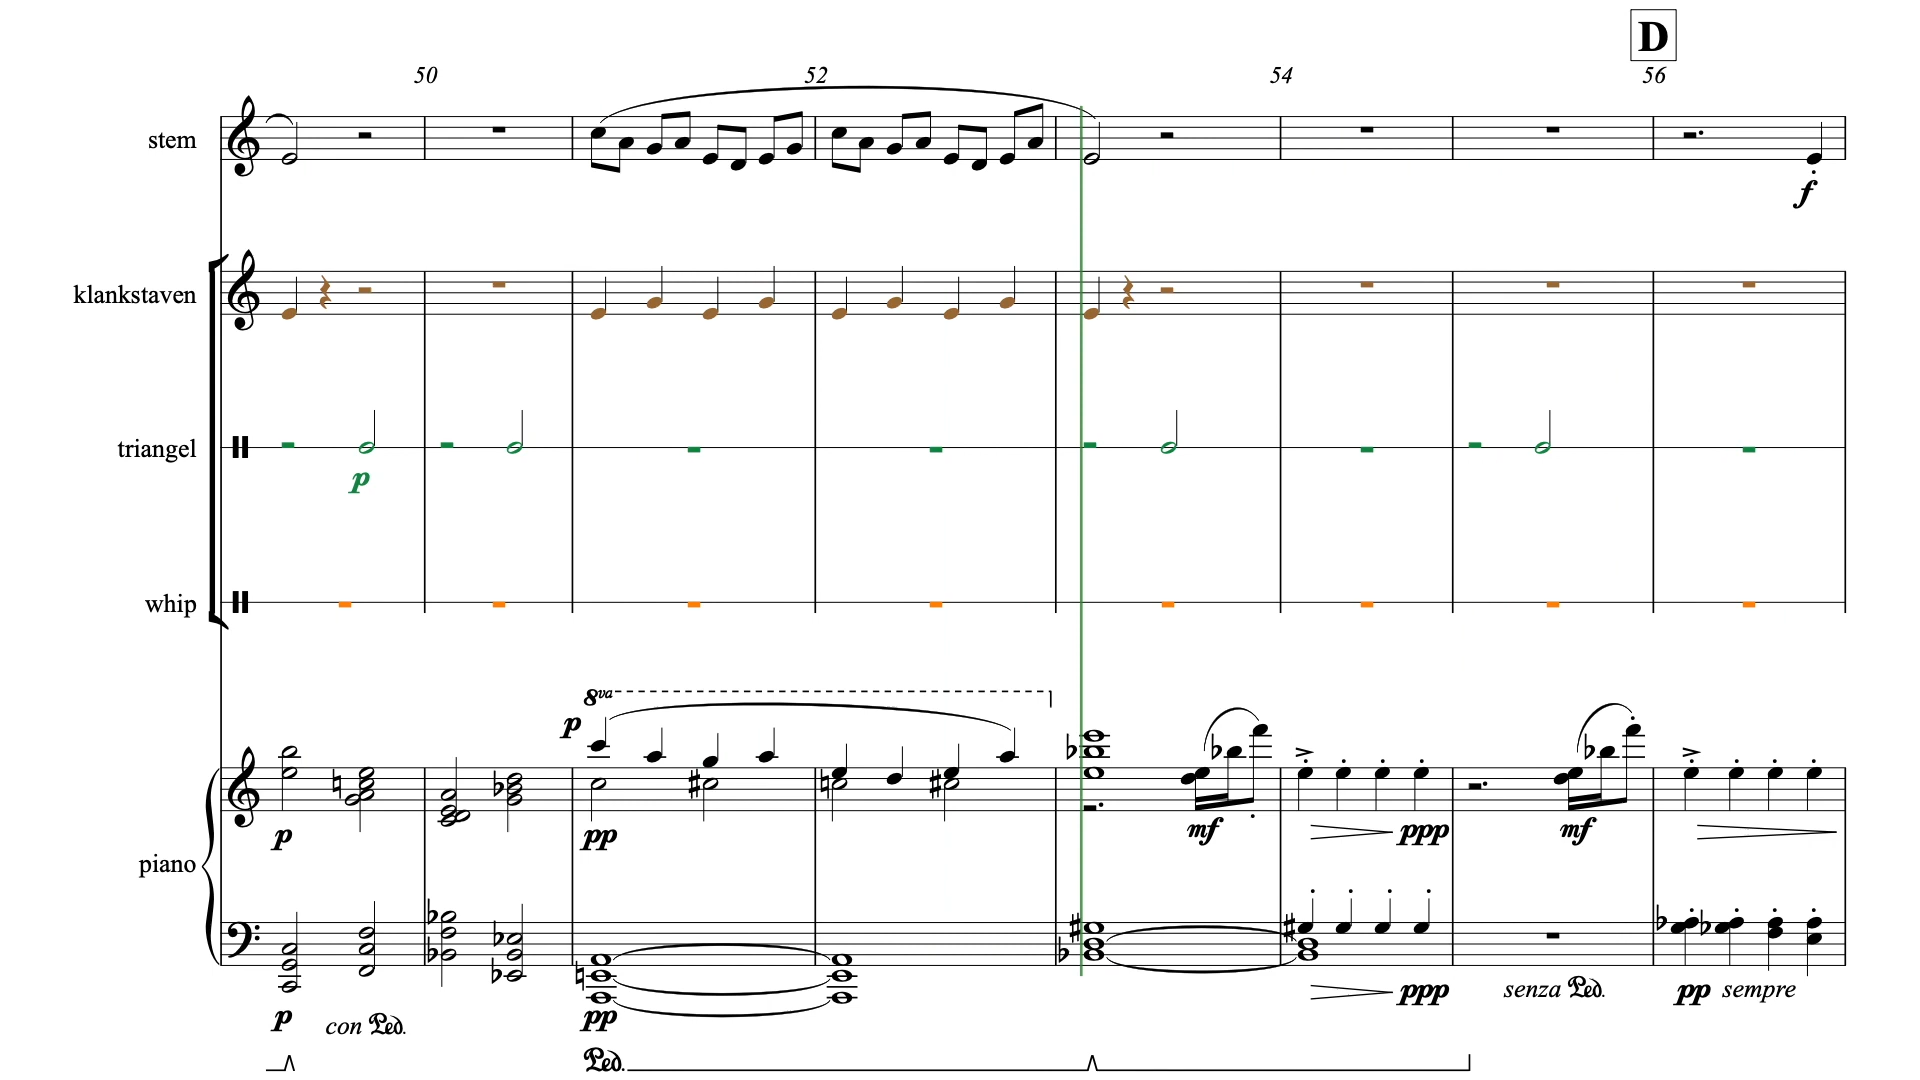 D
50 52 54 56
stem
f
klankstaven
triangel
p
whip
8va
p
piano
p pp mf ppp mf
ppp senza Ped. pp sempre
p con Ped. pp
Ped.